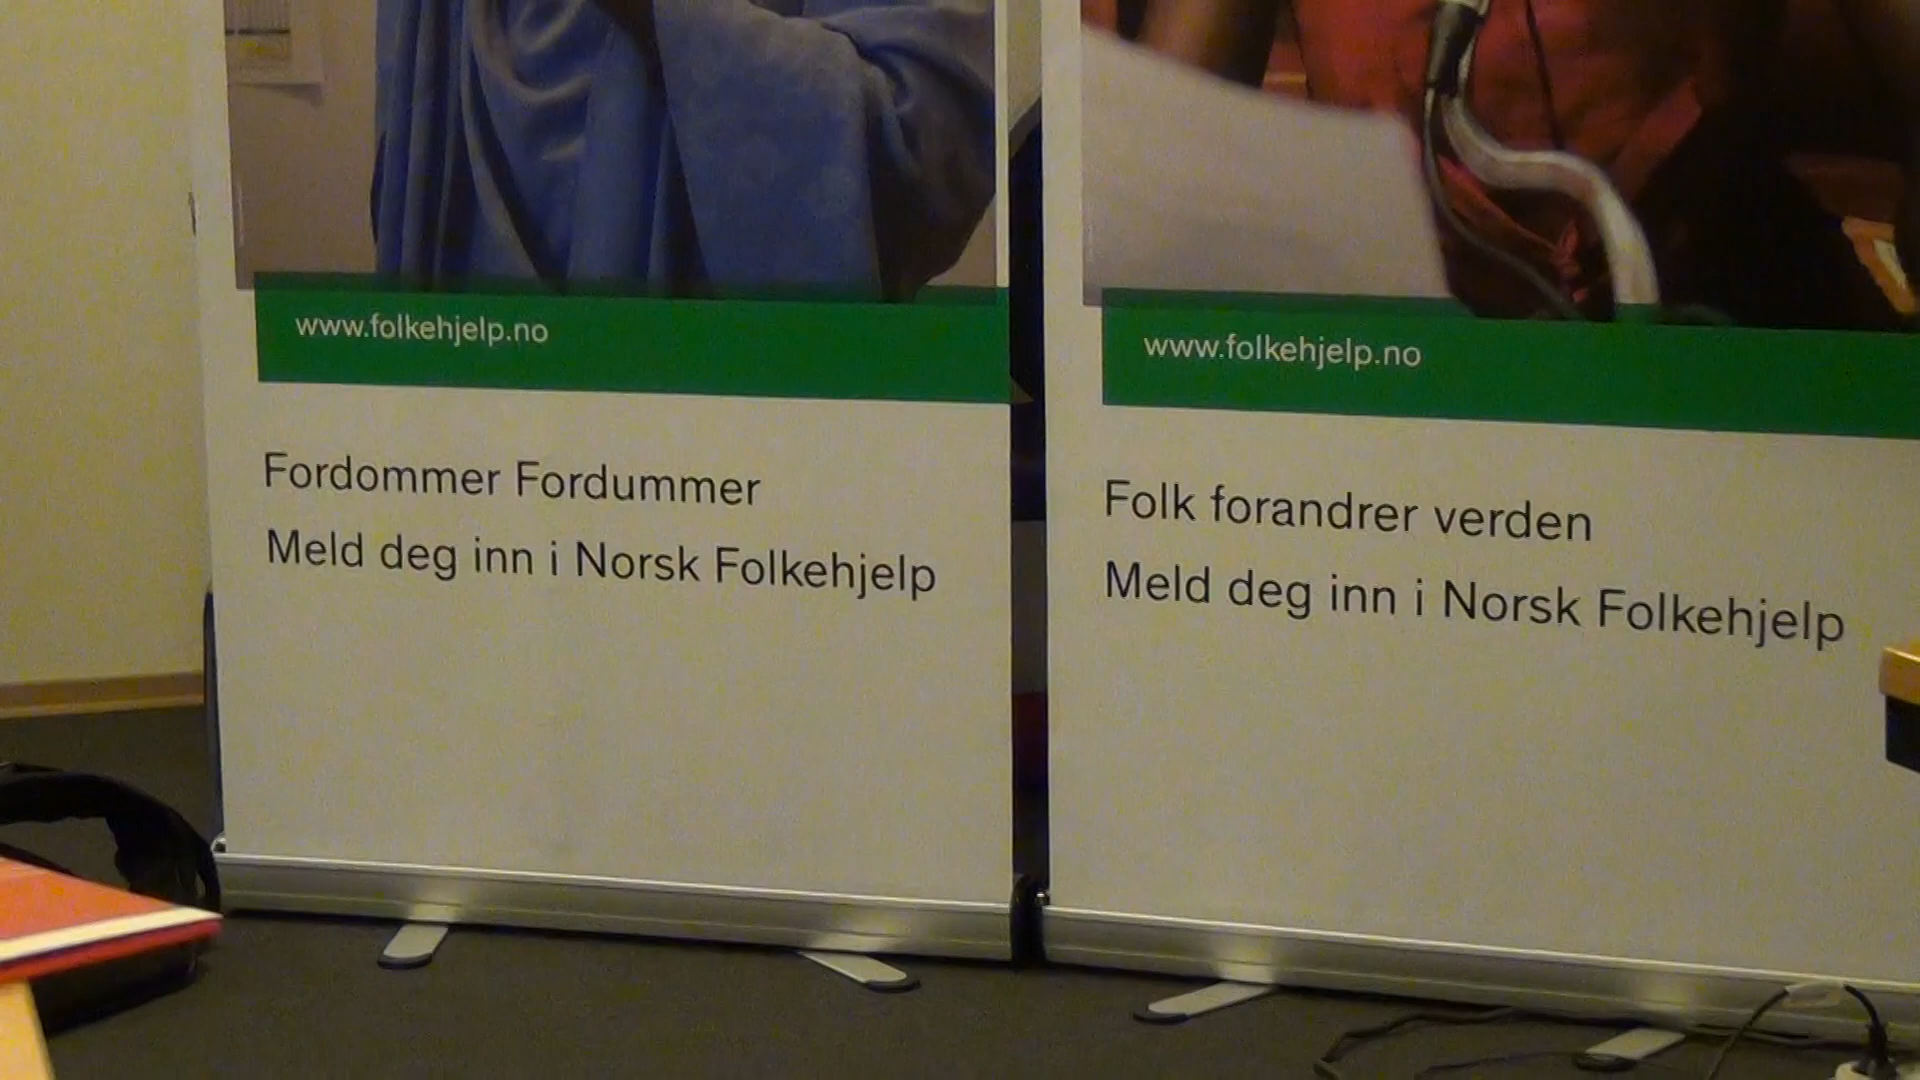 www.folkehjelp.no
Fordommer Fordummer
Meld deg inn i Norsk Folkehjelp
www.folkehjelp.no
Folk forandrer verden
Meld deg inn i Norsk Folkehjelp